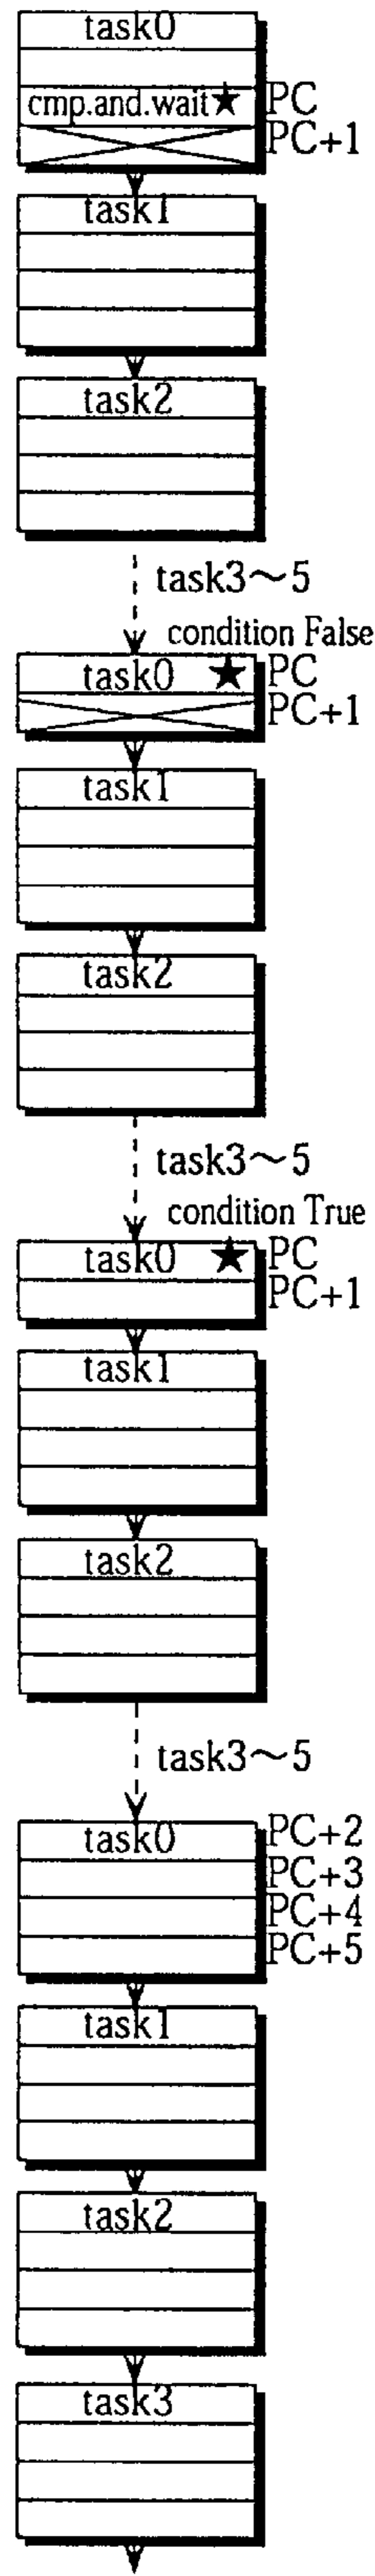 task0
cmp.and.wait★ PC
PC+1
task1
task2
task3～5
condition False
task0 ★ PC
PC+1
task1
task2
task3～5
condition True
task0 ★ PC
PC+1
task1
task2
task3～5
task0 PC+2
PC+3
PC+4
PC+5
task1
task2
task3